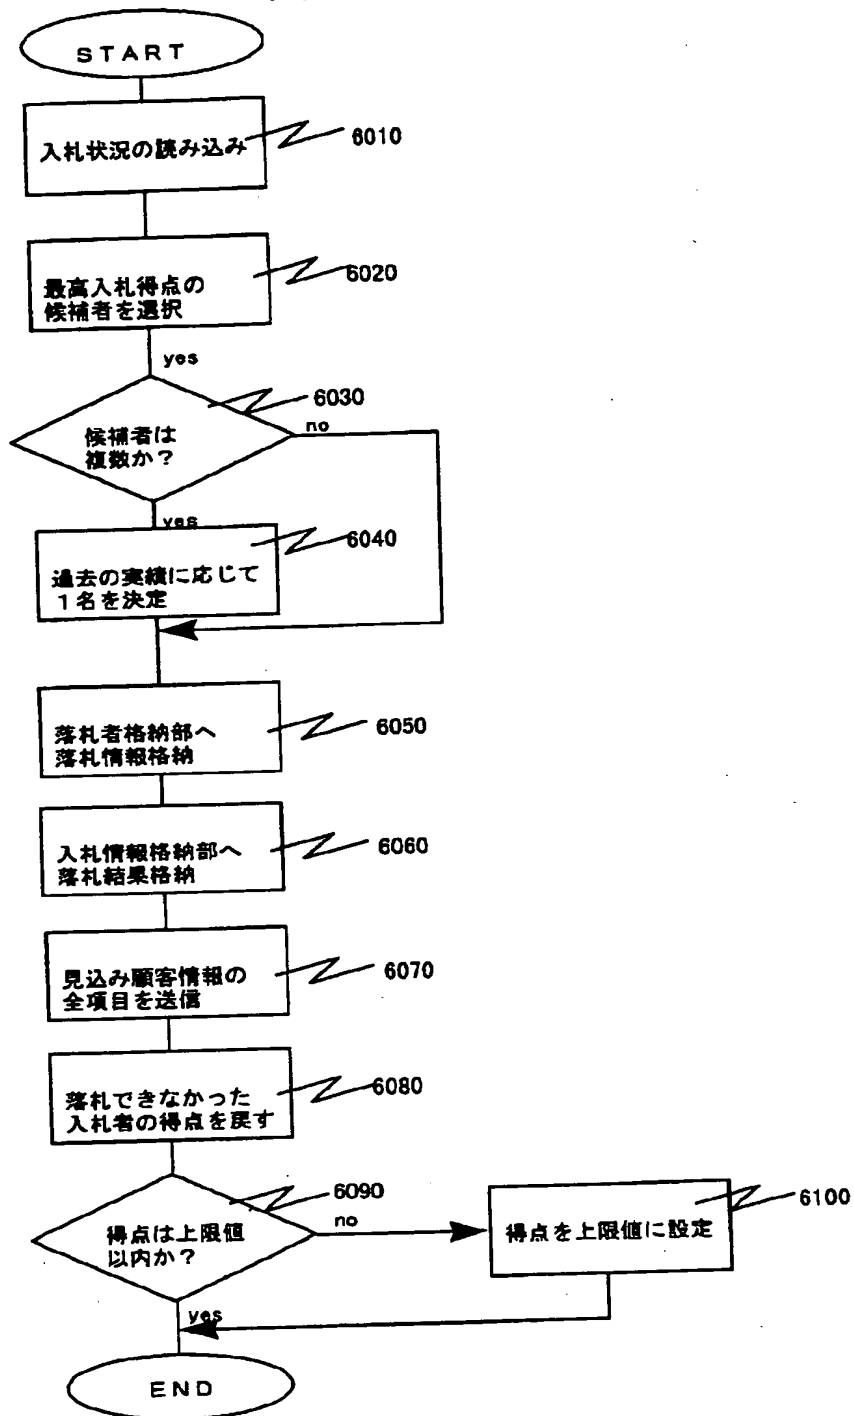 START
入札状況の読み込み
6010
最高入札得点の
候補者を選択
6020
yes
候補者は
複数か？
6030
no
yes
過去の実績に応じて
１名を決定
6040
落札者格納部へ
落札情報格納
6050
入札情報格納部へ
落札結果格納
6060
見込み顧客情報の
全項目を送信
6070
落札できなかった
入札者の得点を戻す
6080
得点は上限値
以内か？
6090
no
得点を上限値に設定
6100
yes
END